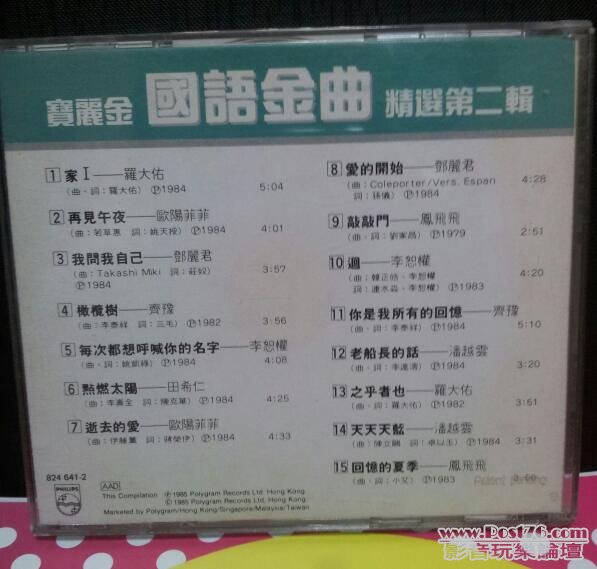 寶麗金 國語金曲 精選第二輯
1 家 I——羅大佑
(曲、詞：羅大佑) ℗1984 5:04
2 再見午夜——歐陽菲菲
(曲：若草惠 詞：姚天授) ℗1984 4:01
3 我問我自己——鄧麗君
(曲：Takashi Miki 詞：莊奴) 3:57
℗1984
4 橄欖樹——齊豫
(曲：李泰祥 詞：三毛) ℗1982 3:56
5 每次都想呼喊你的名字——李恕權
(曲、詞：姚凱綠) ℗1984 4:08
6 點燃太陽——田希仁
(曲：李壽全 詞：陳克華) ℗1984 4:25
7 逝去的愛——歐陽菲菲
(曲：伊藤薰 詞：蔣榮伊) ℗1984 4:33
8 愛的開始——鄧麗君
(曲：Coleporter/Vers. Espan 4:28
詞：孫儀) ℗1984
9 敲敲門——鳳飛飛
(曲、詞：劉家昌) ℗1979 2:51
10 迴——李恕權
(曲：韓正皓、李恕權 4:20
詞：連水淼、李恕權) ℗1983
11 你是我所有的回憶——齊豫
(曲、詞：李泰祥) ℗1984 5:10
12 老船長的話——潘越雲
(曲、詞：李達濤) ℗1984 3:20
13 之乎者也——羅大佑
(曲、詞：羅大佑) ℗1982 3:51
14 天天天藍——潘越雲
(曲：陳立鷗 詞：卓以玉) ℗1984 3:31
15 回憶的夏季——鳳飛飛
(曲、詞：小艾) ℗1983
824 641-2
PHILIPS
AAD
This Compilation ℗ 1985 Polygram Records Ltd. Hong Kong
© 1985 Polygram Records Ltd. Hong Kong
Marketed by Polygram/Hong Kong/Singapore/Malaysia/Taiwan
www.Post76.com
影音玩樂論壇